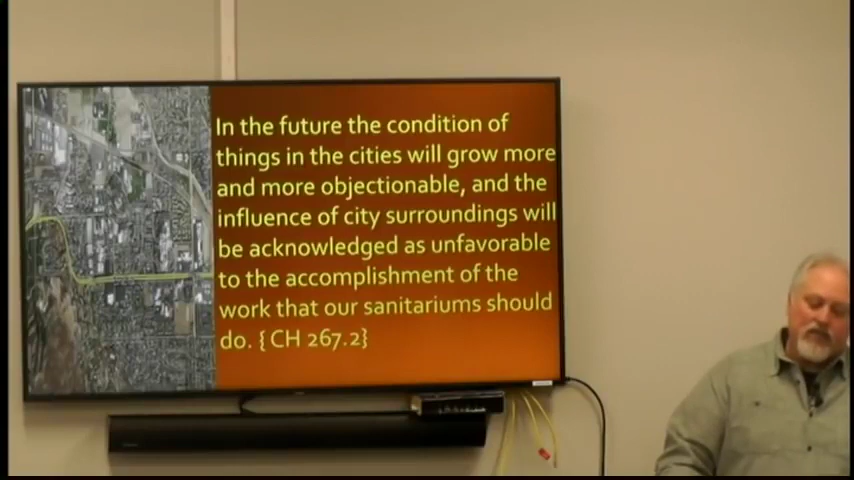 In the future the condition of
things in the cities will grow more
and more objectionable, and the
influence of city surroundings will
be acknowledged as unfavorable
to the accomplishment of the
work that our sanitariums should
do. { CH 267.2}